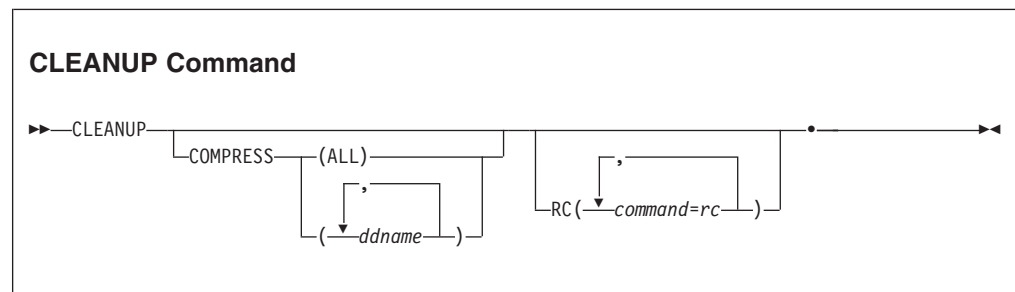 CLEANUP Command
CLEANUP
COMPRESS (ALL)
,
( ddname )
,
RC( command=rc )
.